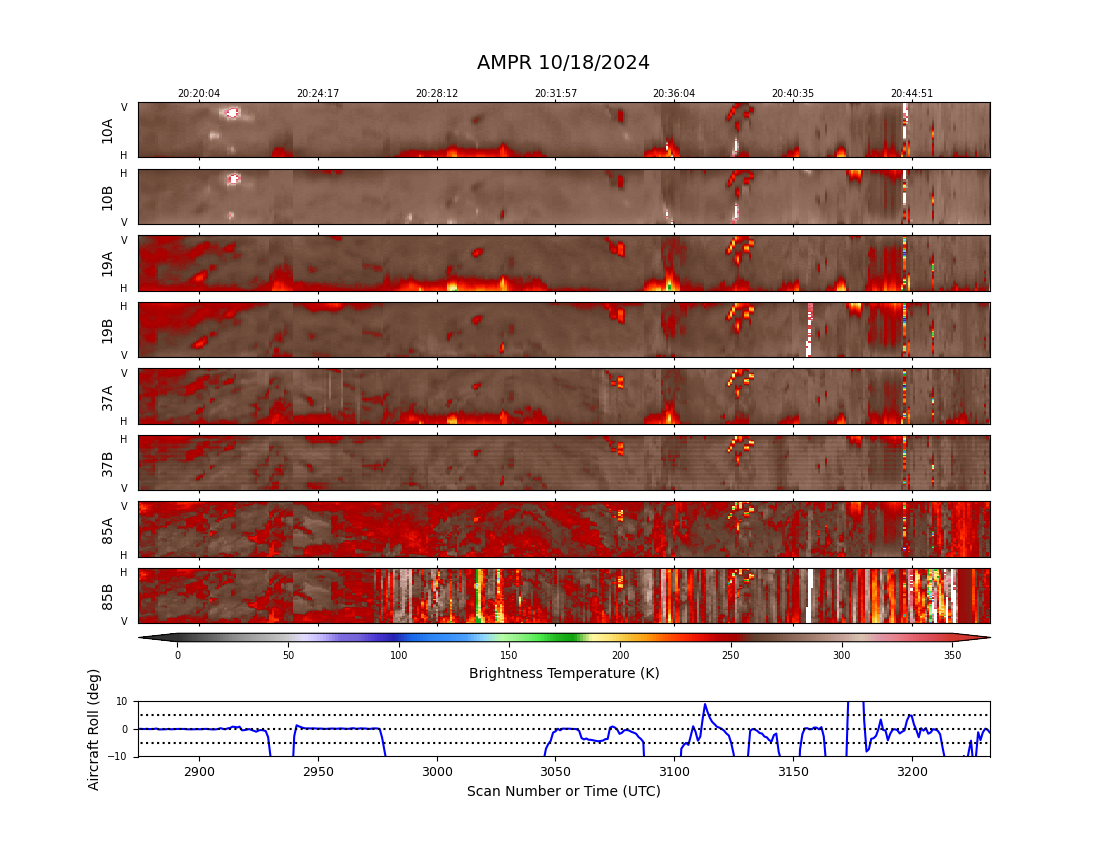 AMPR 10/18/2024
20:20:04 20:24:17 20:28:12 20:31:57 20:36:04 20:40:35 20:44:51
V
10A
H
H
10B
V
V
19A
H
H
19B
V
V
37A
H
H
37B
V
V
85A
H
H
85B
V
0 50 100 150 200 250 300 350
Brightness Temperature (K)
Aircraft Roll (deg)
10
0
−10
2900 2950 3000 3050 3100 3150 3200
Scan Number or Time (UTC)